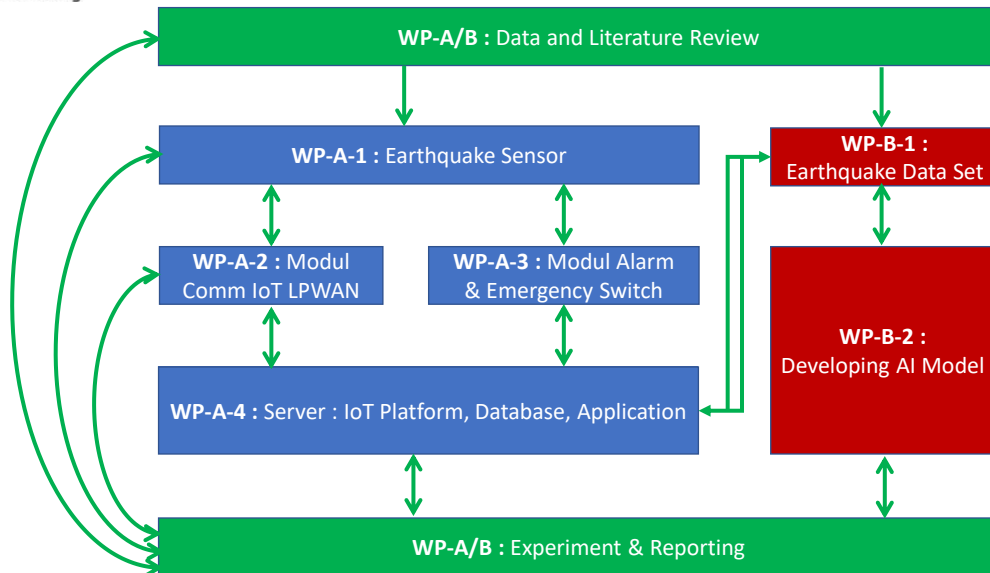 WP-A/B : Data and Literature Review
WP-A-1 : Earthquake Sensor
WP-B-1 :
Earthquake Data Set
WP-A-2 : Modul
Comm IoT LPWAN
WP-A-3 : Modul Alarm
& Emergency Switch
WP-B-2 :
Developing AI Model
WP-A-4 : Server : IoT Platform, Database, Application
WP-A/B : Experiment & Reporting